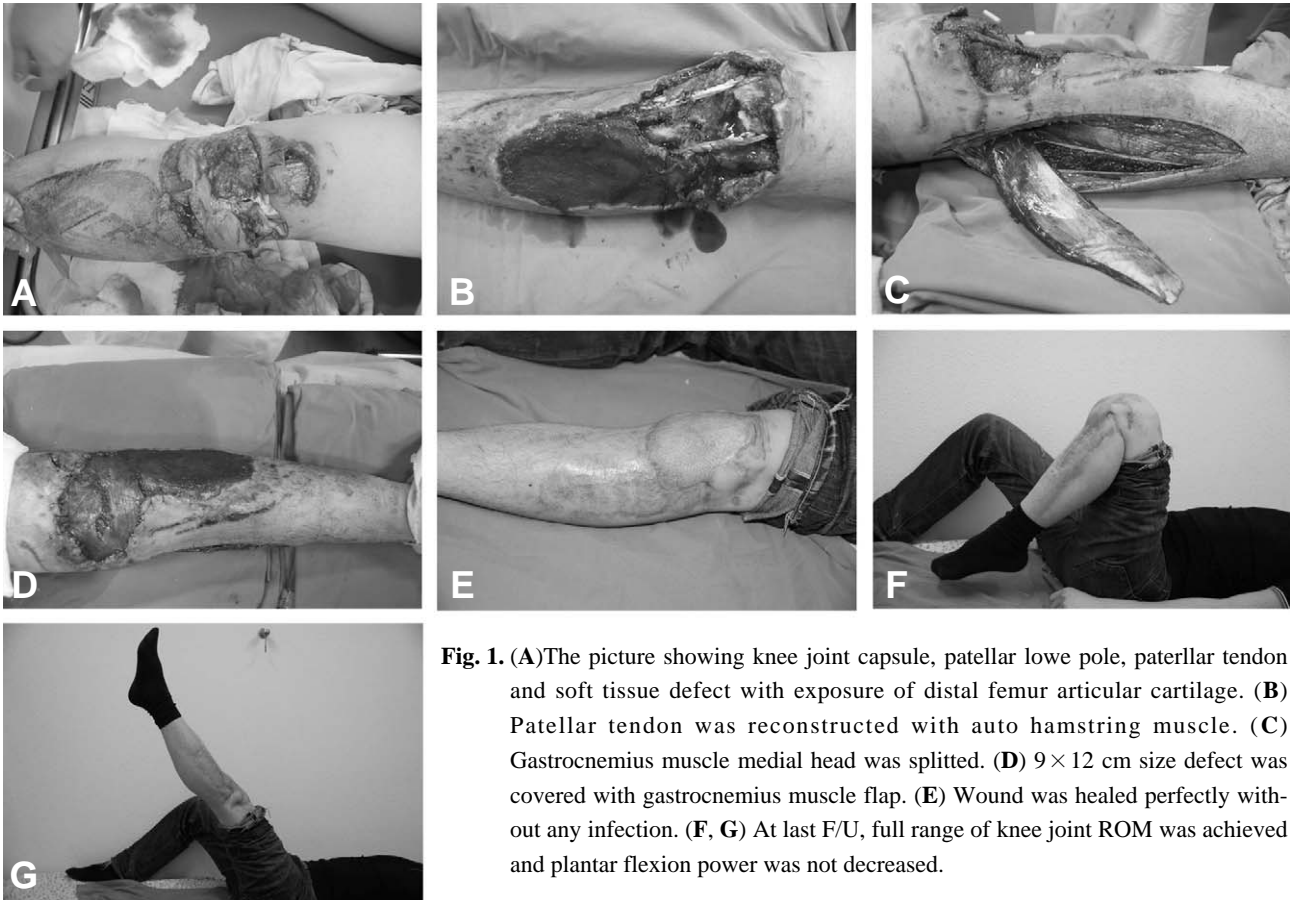 A
B
C
D
E
F
G
Fig. 1. (A)The picture showing knee joint capsule, patellar lowe pole, paterllar tendon
and soft tissue defect with exposure of distal femur articular cartilage. (B)
Patellar tendon was reconstructed with auto hamstring muscle. (C)
Gastrocnemius muscle medial head was splitted. (D) 9×12 cm size defect was
covered with gastrocnemius muscle flap. (E) Wound was healed perfectly with-
out any infection. (F, G) At last F/U, full range of knee joint ROM was achieved
and plantar flexion power was not decreased.